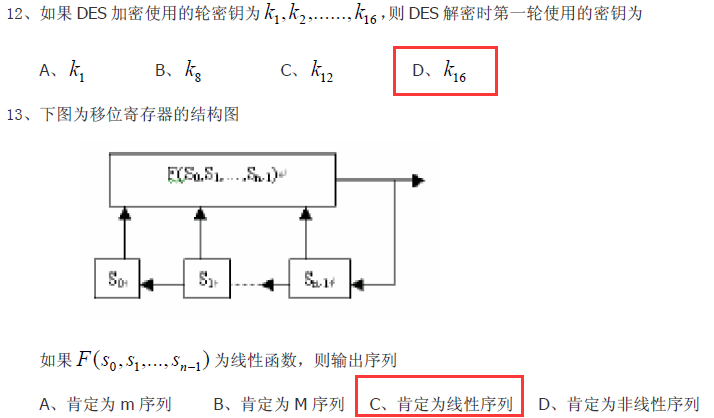 12、如果 DES 加密使用的轮密钥为 k₁,k₂,……,k₁₆,则 DES 解密时第一轮使用的密钥为
A、k₁ B、k₈ C、k₁₂ D、k₁₆
13、下图为移位寄存器的结构图
F(S₀,S₁,…,Sₙ₋₁)
S₀ S₁ Sₙ₋₁
如果 F(s₀,s₁,...,sₙ₋₁) 为线性函数，则输出序列
A、肯定为 m 序列 B、肯定为 M 序列 C、肯定为线性序列 D、肯定为非线性序列